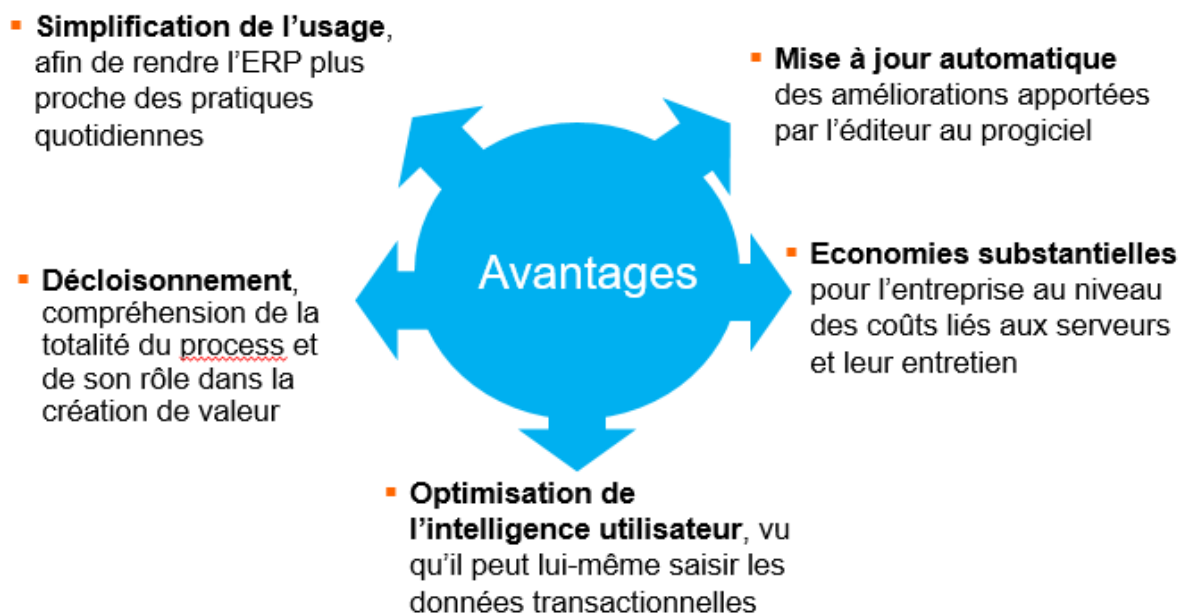 ▪ Simplification de l’usage,
afin de rendre l’ERP plus
proche des pratiques
quotidiennes
▪ Mise à jour automatique
des améliorations apportées
par l’éditeur au progiciel
Avantages
▪ Décloisonnement,
compréhension de la
totalité du process et
de son rôle dans la
création de valeur
▪ Economies substantielles
pour l’entreprise au niveau
des coûts liés aux serveurs
et leur entretien
▪ Optimisation de
l’intelligence utilisateur, vu
qu’il peut lui-même saisir les
données transactionnelles